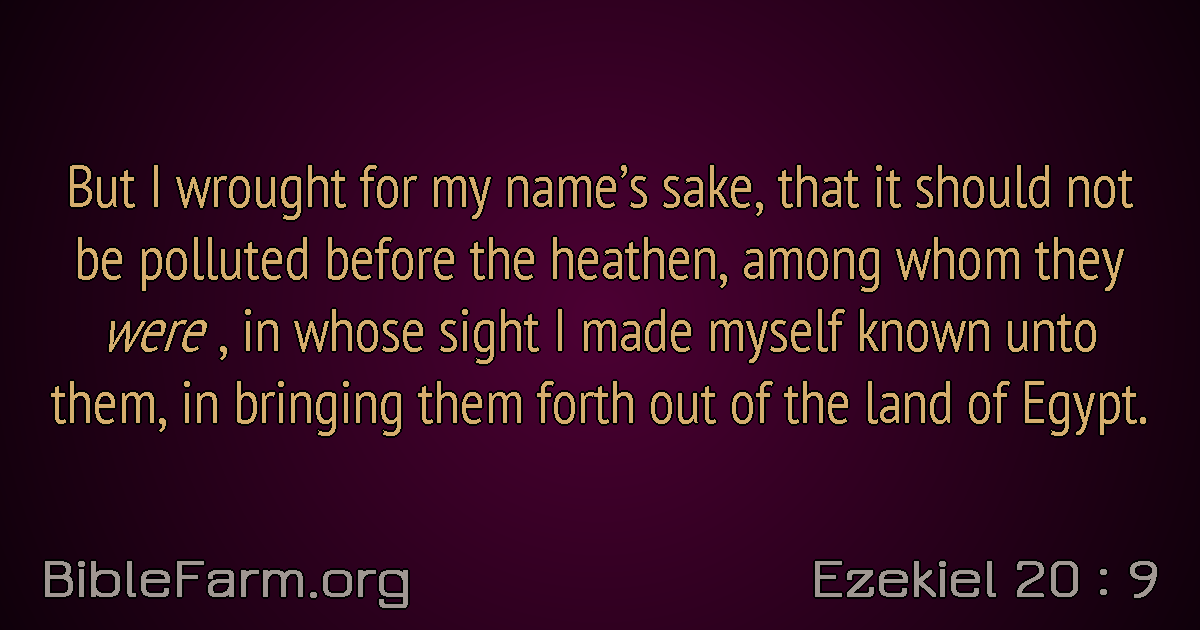 But I wrought for my name’s sake, that it should not
be polluted before the heathen, among whom they
were , in whose sight I made myself known unto
them, in bringing them forth out of the land of Egypt.
BibleFarm.org
Ezekiel 20 : 9